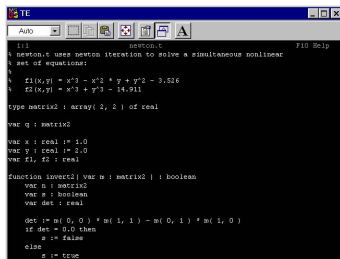 TE
Auto
A
1:1 newton.t F10 Help
% newton.t uses newton iteration to solve a simultaneous nonlinear
% set of equations:
%
% f1(x,y) = x^3 - x^2 * y + y^2 - 3.526
% f2(x,y) = x^3 + y^3 - 14.911
type matrix2 : array( 2, 2 ) of real
var q : matrix2
var x : real := 1.0
var y : real := 2.0
var f1, f2 : real
function invert2( var m : matrix2 ) : boolean
var n : matrix2
var s : boolean
var det : real
det := m( 0, 0 ) * m( 1, 1 ) - m( 0, 1 ) * m( 1, 0 )
if det = 0.0 then
s := false
else
s := true